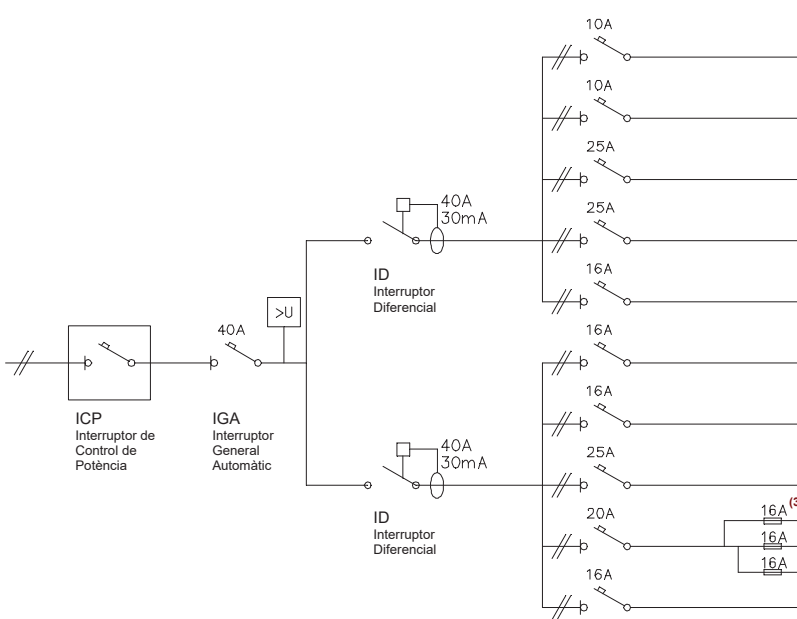 10A
10A
25A
25A
16A
40A
30mA
ID
Interruptor
Diferencial
>U
40A
ICP
Interruptor de
Control de
Potència
IGA
Interruptor
General
Automàtic
16A
16A
25A
20A
16A
40A
30mA
ID
Interruptor
Diferencial
16A (3
16A
16A